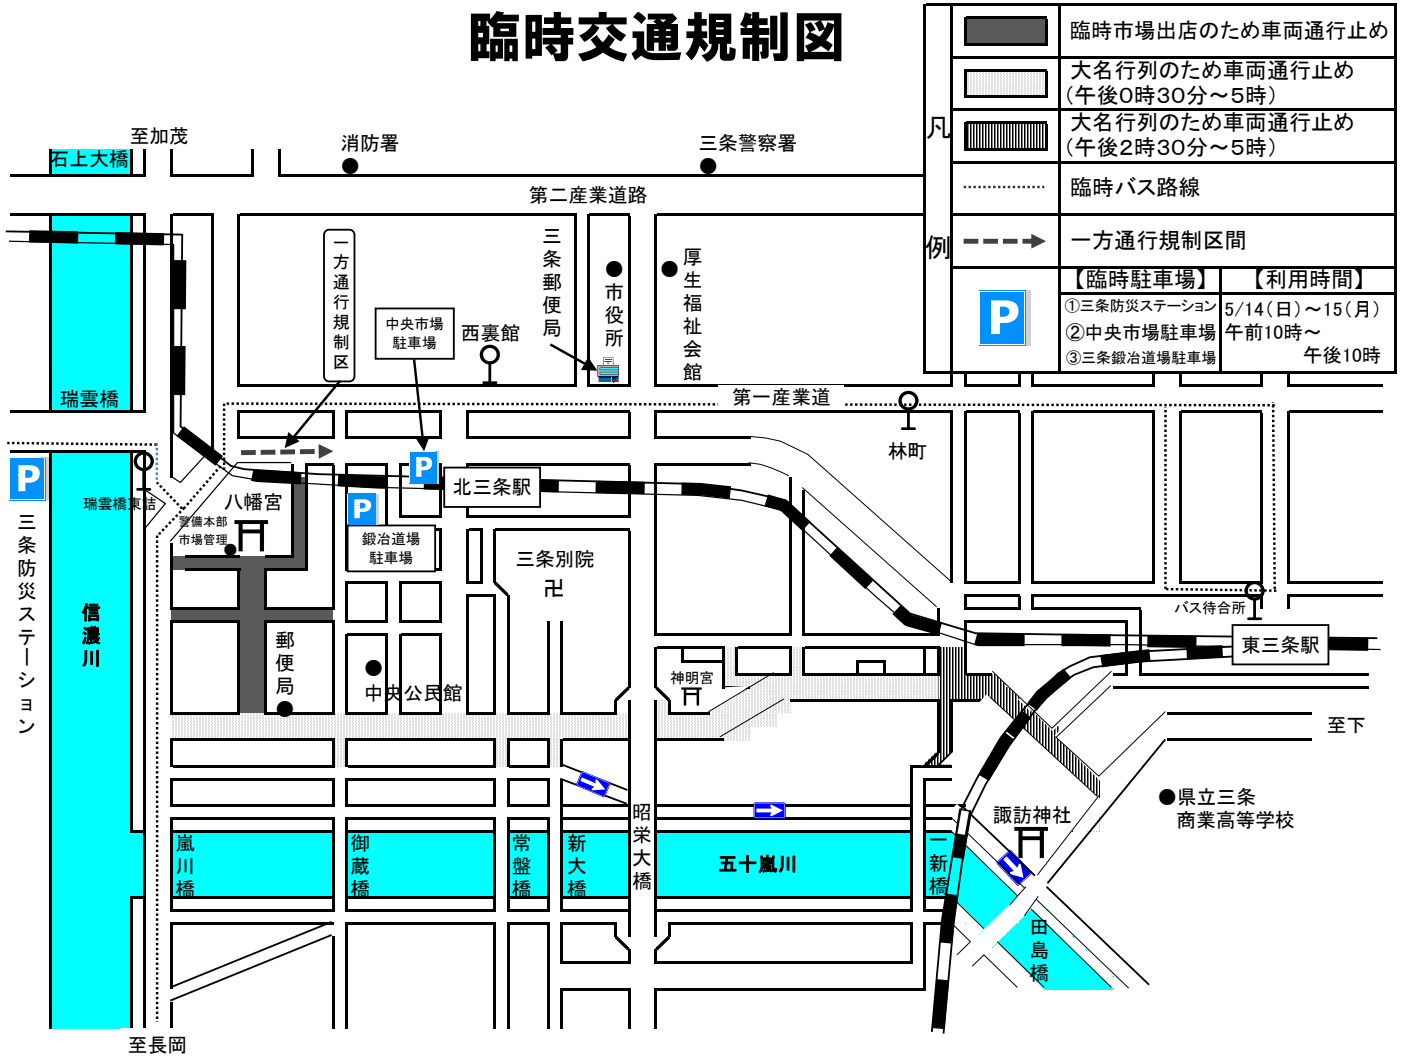 臨時交通規制図
凡
例
臨時市場出店のため車両通行止め
大名行列のため車両通行止め
(午後0時30分～5時)
大名行列のため車両通行止め
(午後2時30分～5時)
臨時バス路線
一方通行規制区間
P
【臨時駐車場】
【利用時間】
①三条防災ステーション
②中央市場駐車場
③三条鍛冶道場駐車場
5/14(日)～15(月)
午前10時～
午後10時
至加茂
石上大橋
消防署
三条警察署
第二産業道路
一方通行規制区
中央市場
駐車場
西裏館
三条郵便局
市役所
厚生福祉会館
瑞雲橋
第一産業道
林町
P
三条防災ステーション
瑞雲橋東詰
八幡宮
警備本部
市場管理
P
P
北三条駅
鍛冶道場
駐車場
三条別院
卍
信濃川
郵便局
中央公民館
神明宮
バス待合所
東三条駅
至下
県立三条
商業高等学校
諏訪神社
嵐川橋
御蔵橋
常盤橋
新大橋
昭栄大橋
五十嵐川
一新橋
田島橋
至長岡